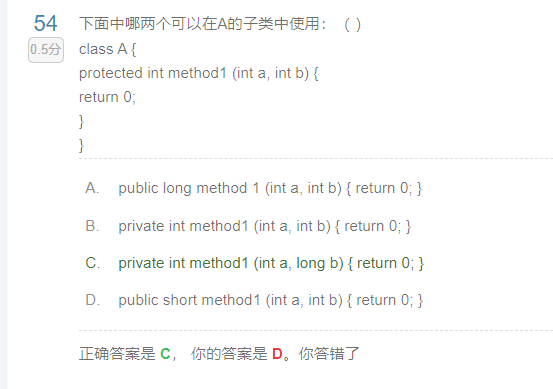 54
0.5分
下面中哪两个可以在A的子类中使用：（ ）
class A {
protected int method1 (int a, int b) {
return 0;
}
}
A. public long method 1 (int a, int b) { return 0; }
B. private int method1 (int a, int b) { return 0; }
C. private int method1 (int a, long b) { return 0; }
D. public short method1 (int a, int b) { return 0; }
正确答案是 C， 你的答案是 D。你答错了